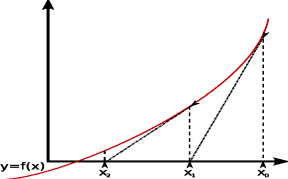 y=f(x)
x₂ x₁ x₀